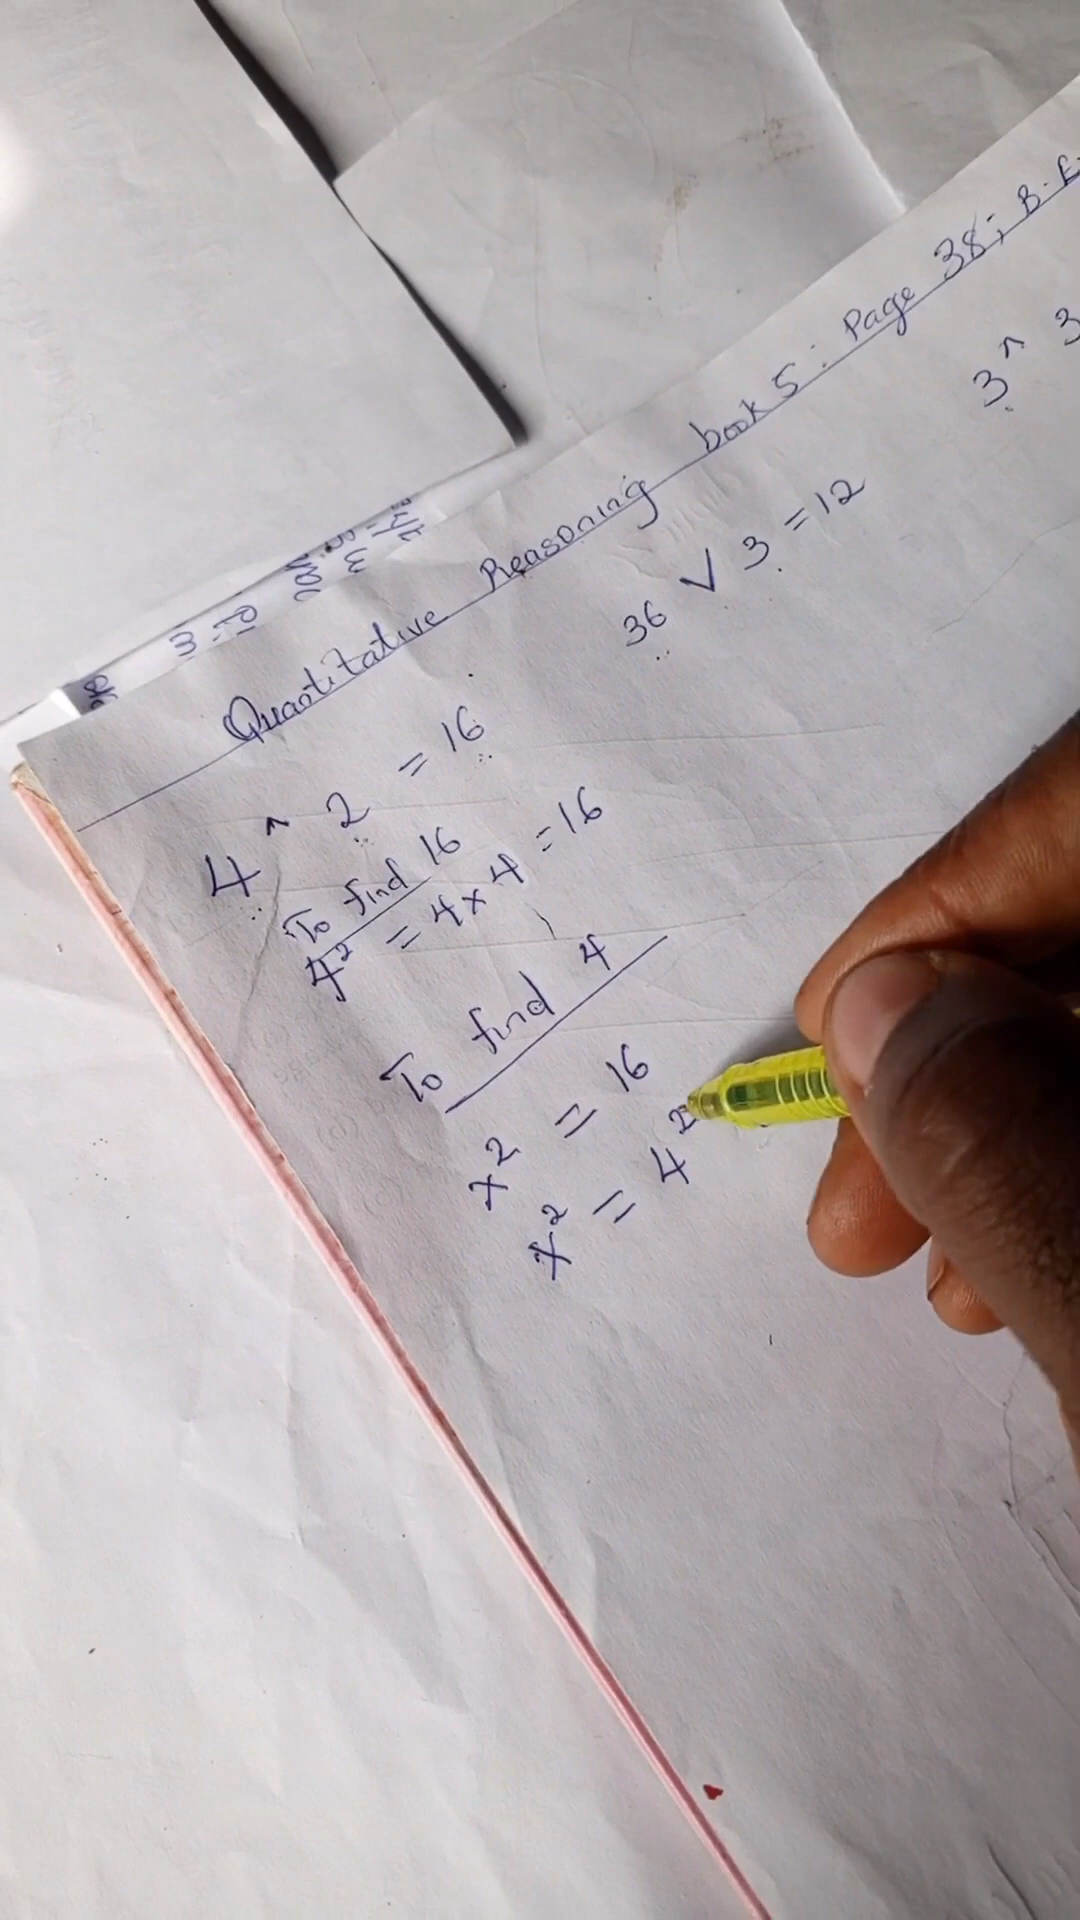 Quantitative Reasoning book 5: Page 38; B.E
4 ^ 2 = 16
36 V 3 = 12
3 ^ 3
To find 16
4² = 4 x 4 = 16
To find 4
x² = 16
x² = 4²